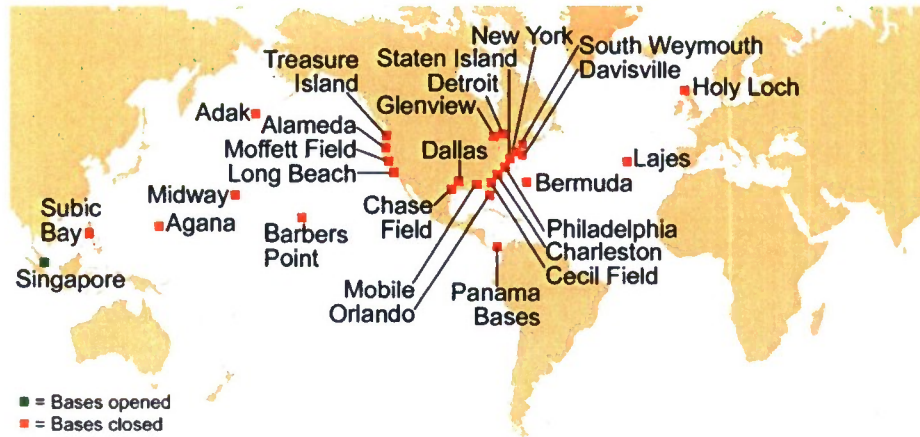 New York
Staten Island
South Weymouth
Treasure
Island
Detroit
Davisville
Glenview
Holy Loch
Adak
Alameda
Moffett Field
Dallas
Long Beach
Lajes
Midway
Bermuda
Chase
Field
Subic
Bay
Agana
Barbers
Point
Philadelphia
Charleston
Cecil Field
Singapore
Mobile
Orlando
Panama
Bases
= Bases opened
= Bases closed